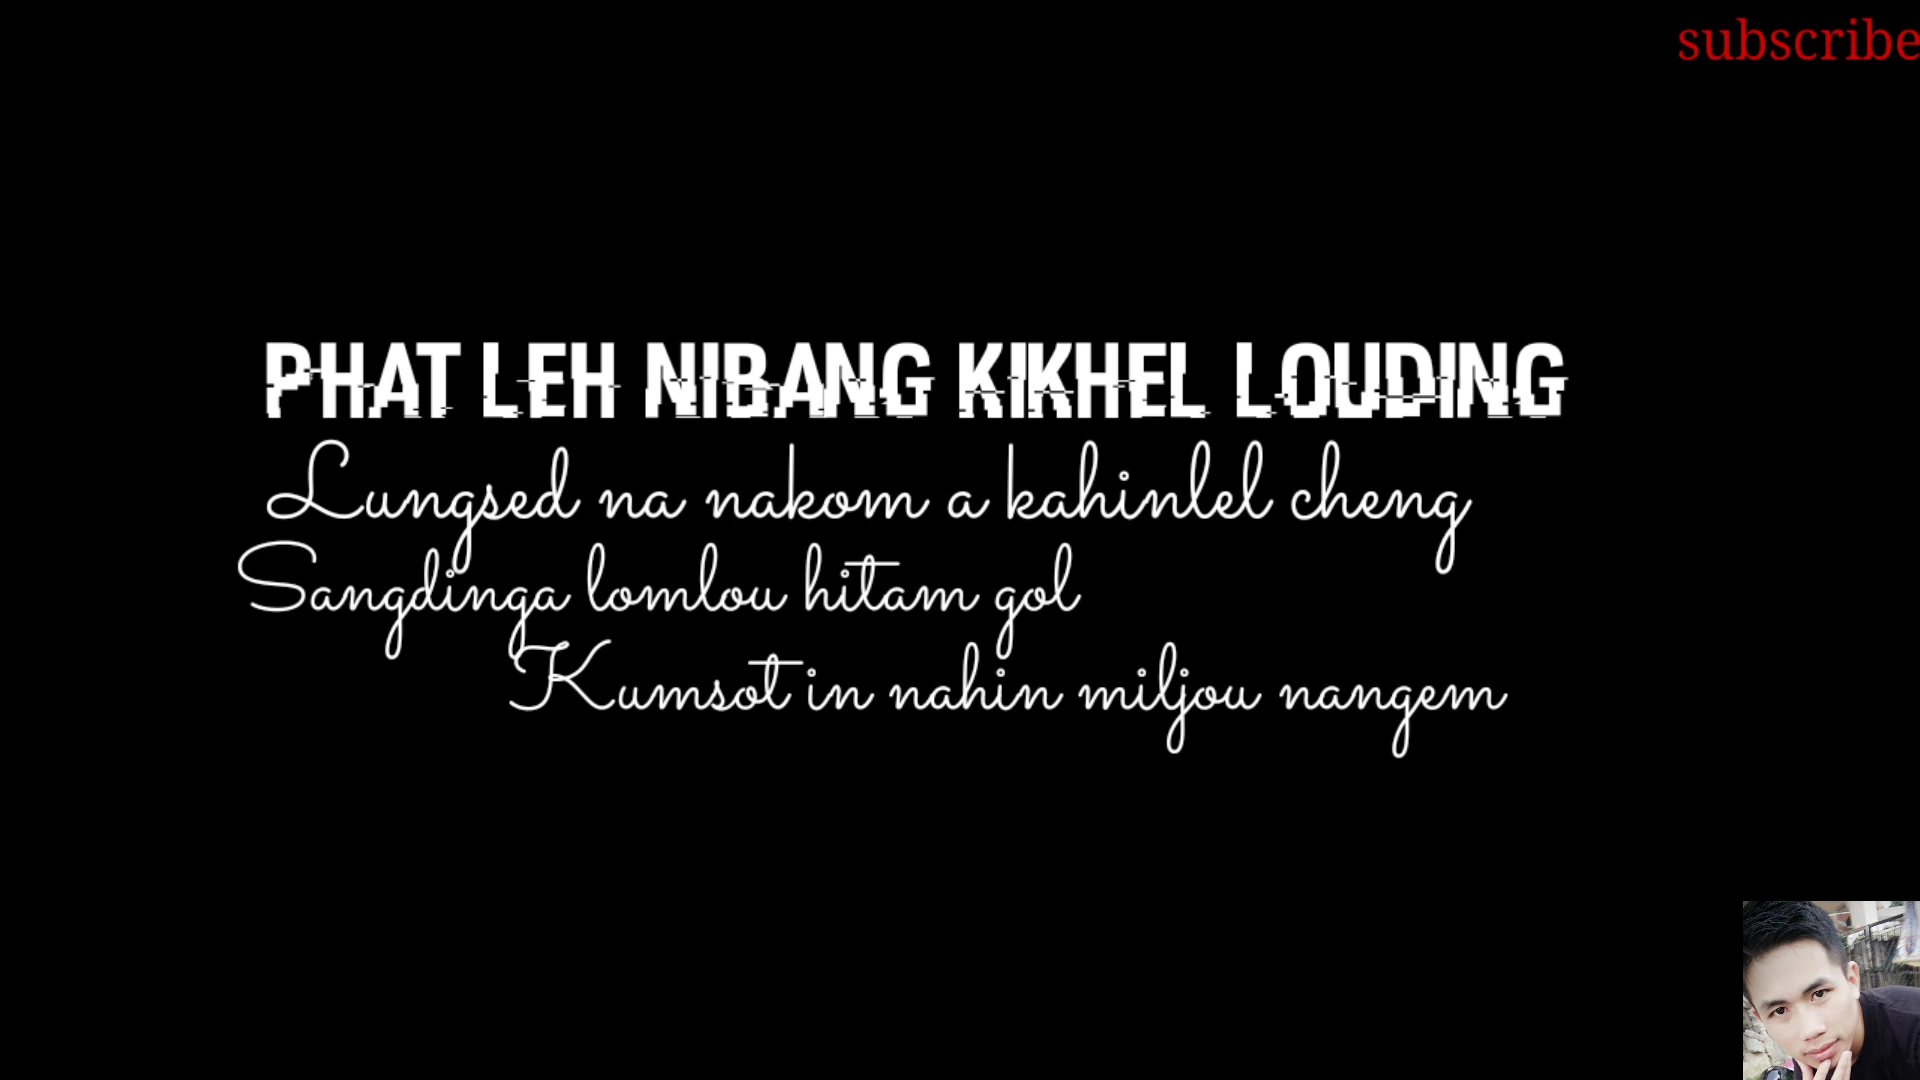 subscribe
PHAT LEH NIBANG KIKHEL LOUDING
Lungsed na nakom a kahinlel cheng
Sangdinga lomlou hitam gol
Kumsot in nahin miljou nangem